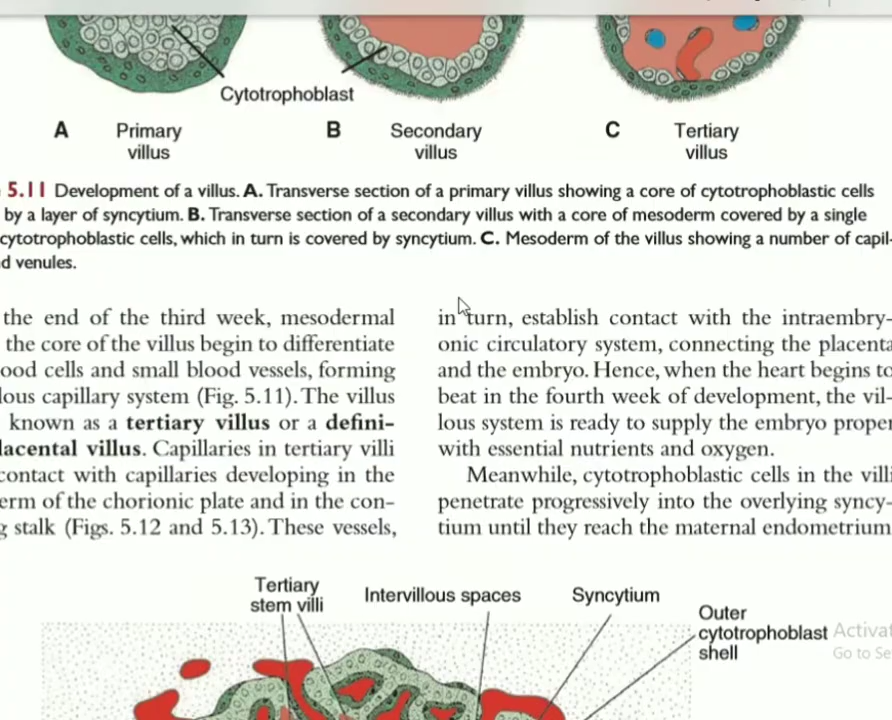 Cytotrophoblast
A Primary villus
B Secondary villus
C Tertiary villus
5.11 Development of a villus. A. Transverse section of a primary villus showing a core of cytotrophoblastic cells
by a layer of syncytium. B. Transverse section of a secondary villus with a core of mesoderm covered by a single
cytotrophoblastic cells, which in turn is covered by syncytium. C. Mesoderm of the villus showing a number of capil-
d venules.
the end of the third week, mesodermal
the core of the villus begin to differentiate
ood cells and small blood vessels, forming
lous capillary system (Fig. 5.11). The villus
known as a tertiary villus or a defini-
lacental villus. Capillaries in tertiary villi
contact with capillaries developing in the
erm of the chorionic plate and in the con-
g stalk (Figs. 5.12 and 5.13). These vessels,
in turn, establish contact with the intraembry-
onic circulatory system, connecting the placenta
and the embryo. Hence, when the heart begins to
beat in the fourth week of development, the vil-
lous system is ready to supply the embryo proper
with essential nutrients and oxygen.
Meanwhile, cytotrophoblastic cells in the villi
penetrate progressively into the overlying syncy-
tium until they reach the maternal endometrium
Tertiary
stem villi
Intervillous spaces
Syncytium
Outer
cytotrophoblast
shell
Activat
Go to Se